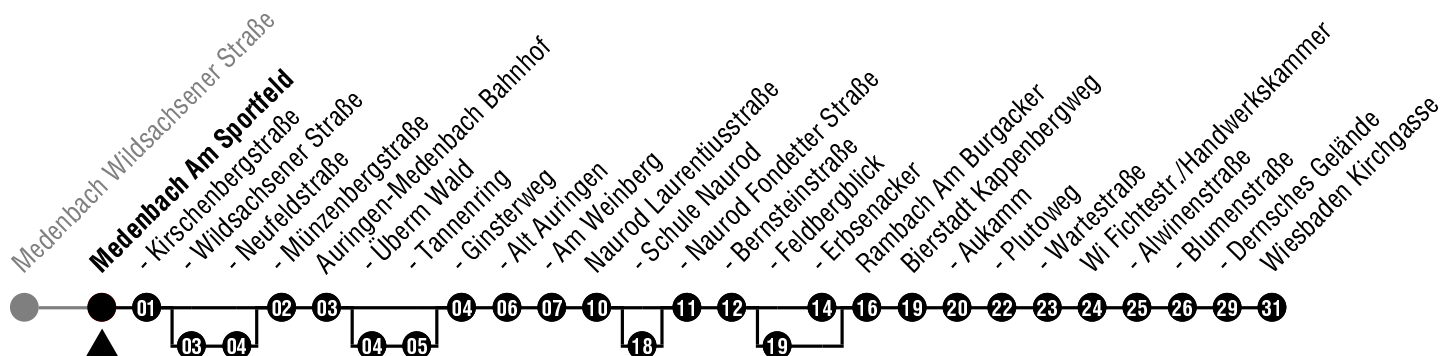 Medenbach Wildsachsener Straße
Medenbach Am Sportfeld
- Kirschenbergstraße
- Wildsachsener Straße
- Neufeldstraße
- Münzenbergstraße
Auringen-Medenbach Bahnhof
- Überm Wald
- Tannenring
- Ginsterweg
- Alt Auringen
- Am Weinberg
Naurod Laurentiusstraße
- Schule Naurod
- Naurod Fondetter Straße
- Bernsteinstraße
- Feldbergblick
- Erbsenacker
Rambach Am Burgacker
Bierstadt Kappenbergweg
- Aukamm
- Plutoweg
- Wartestraße
Wi Fichtestr./Handwerkskammer
- Alwinenstraße
- Blumenstraße
- Dernsches Gelände
Wiesbaden Kirchgasse
01 02 03 04 06 07 10 11 12 14 16 19 20 22 23 24 25 26 29 31
03 04 04 05 18 19